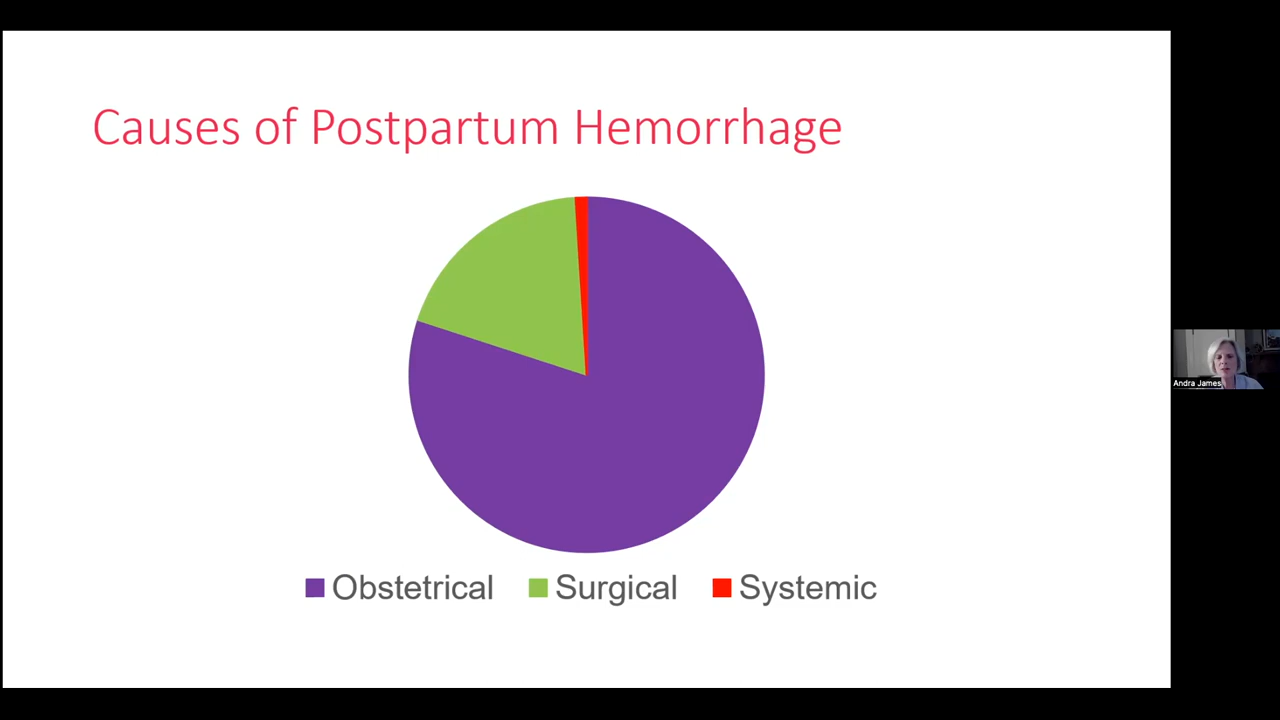 Causes of Postpartum Hemorrhage
Obstetrical Surgical Systemic
Andra James